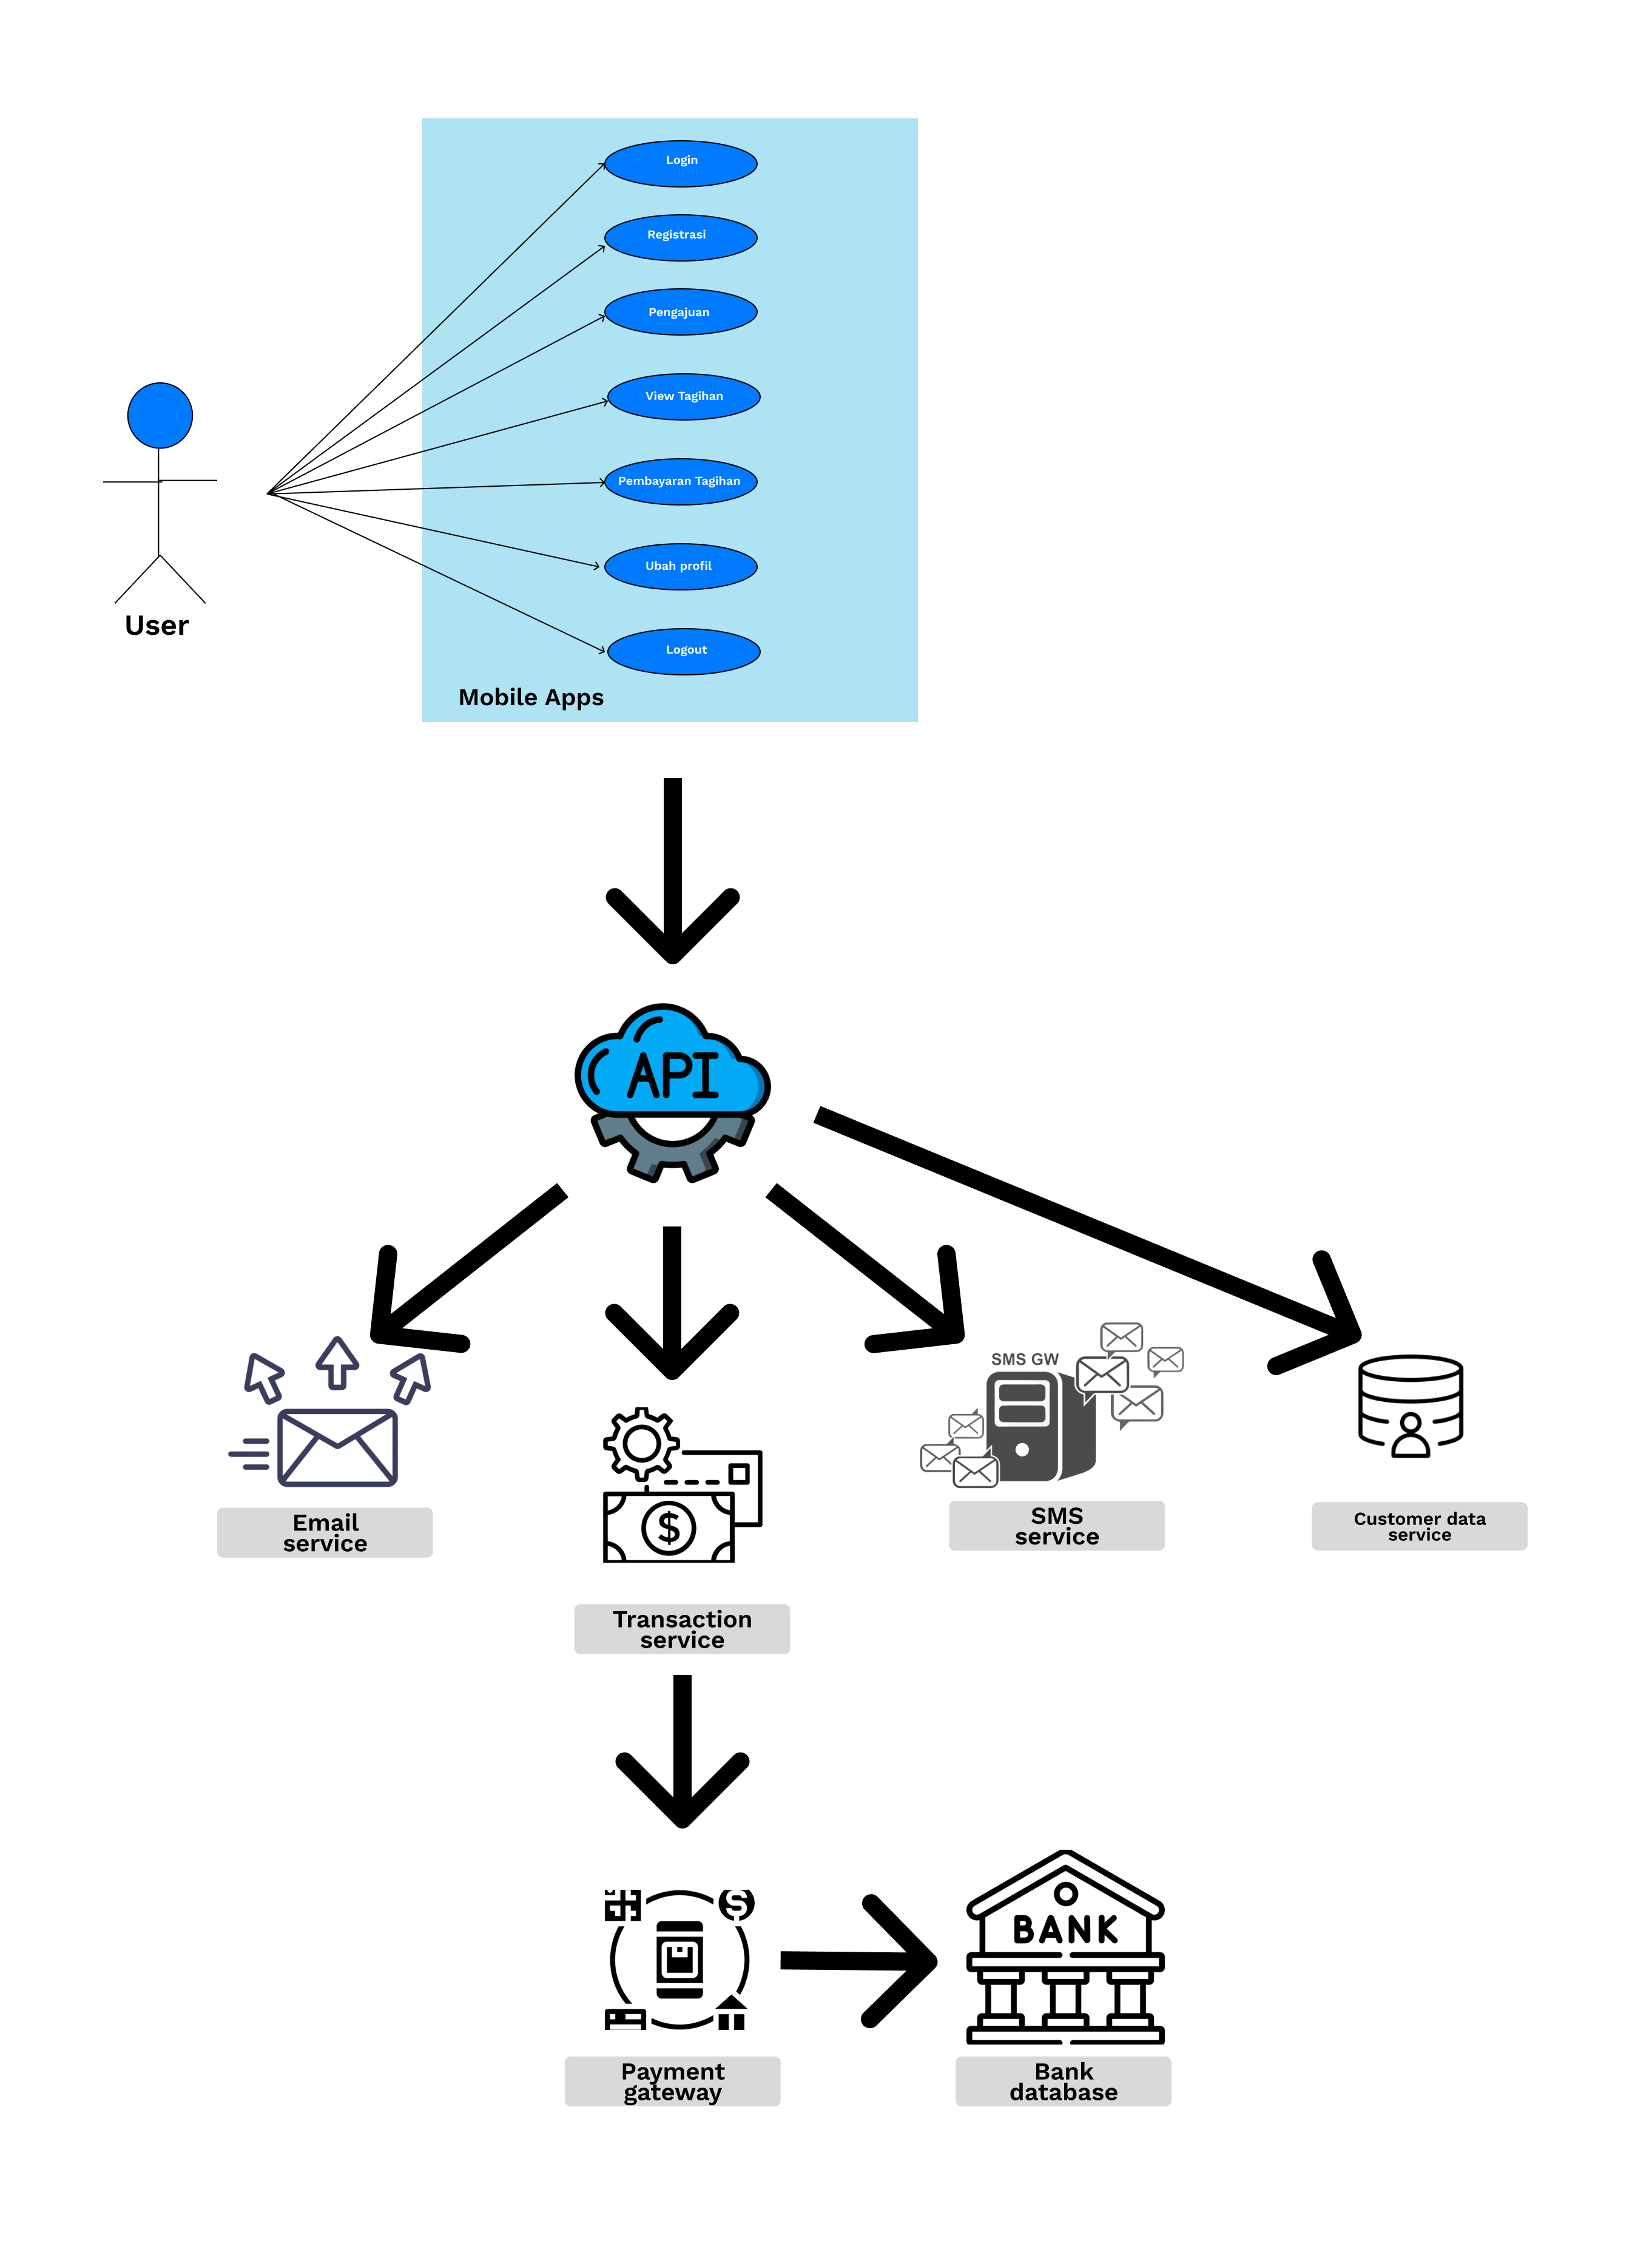 Login
Registrasi
Pengajuan
View Tagihan
Pembayaran Tagihan
Ubah profil
Logout
User
Mobile Apps
API
SMS GW
Email
service
SMS
service
Customer data
service
Transaction
service
BANK
Payment
gateway
Bank
database